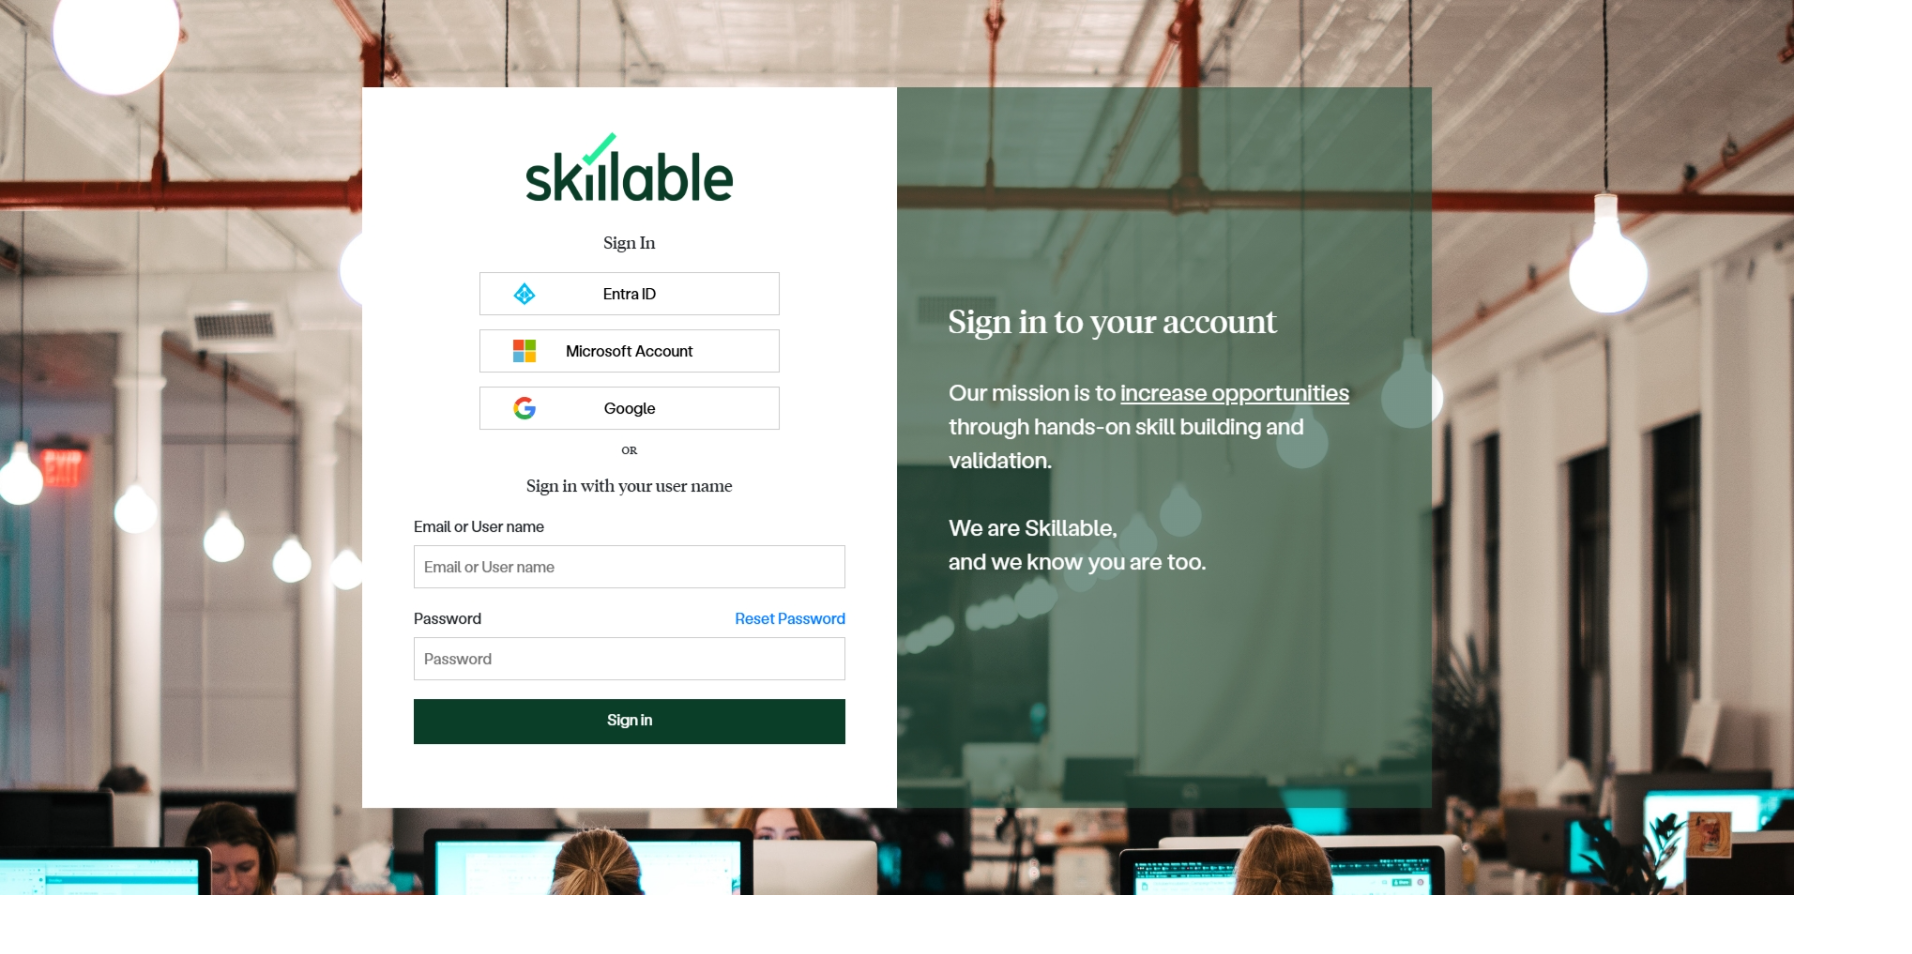 skillable
Sign In
Entra ID
Microsoft Account
Google
OR
Sign in with your user name
Email or User name
Email or User name
Password
Reset Password
Password
Sign in
Sign in to your account
Our mission is to increase opportunities
through hands-on skill building and
validation.
We are Skillable,
and we know you are too.
EXIT